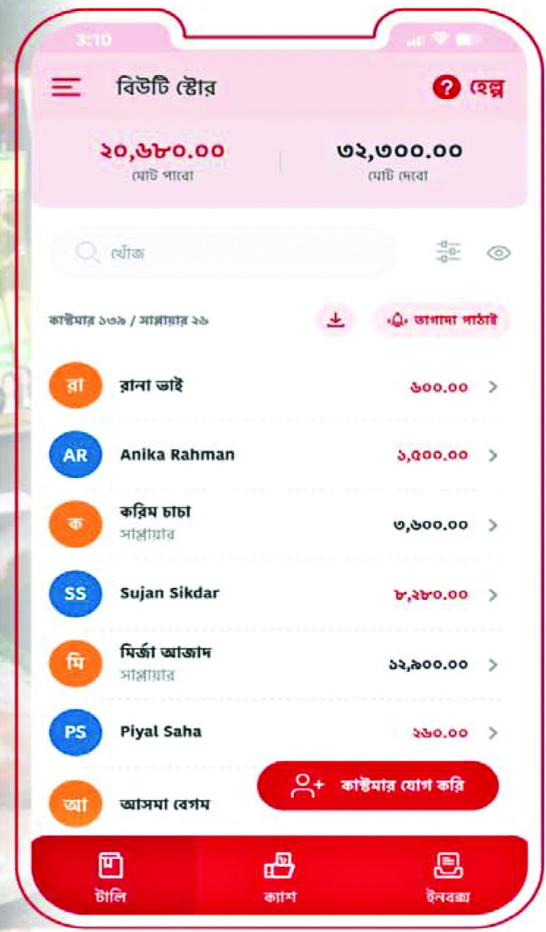 3:10
বিউটি স্টোর
? হেল্প
২০,৬৮০.০০ ৩২,৩০০.০০
মোট পাবো মোট দেবো
খোঁজ
কাস্টমার ১৩৯ / সাপ্লায়ার ২৬ তাগাদা পাঠাই
রা রানা ভাই ৬০০.০০
AR Anika Rahman ১,৫০০.০০
ক করিম চাচা ৩,৬০০.০০
সাপ্লায়ার
SS Sujan Sikdar ৮,২৮০.০০
মি মির্জা আজাদ ১২,৯০০.০০
সাপ্লায়ার
PS Piyal Saha ২৬০.০০
আ আসমা বেগম
কাস্টমার যোগ করি
টালি ক্যাশ ইনবক্স